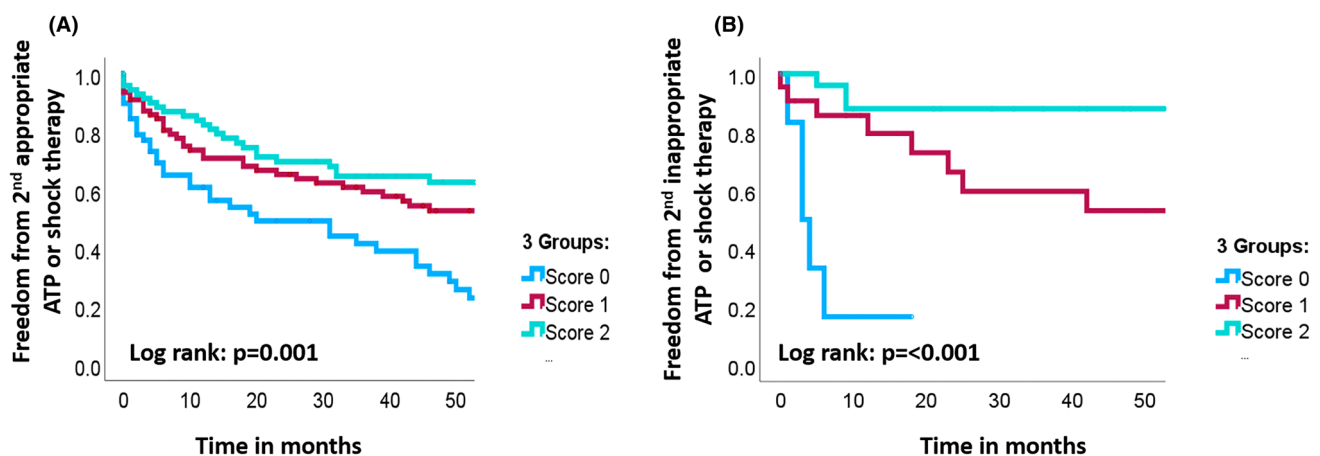 (A)
Freedom from 2nd appropriate
ATP or shock therapy
1.0
0.8
0.6
0.4
0.2
0.0
Log rank: p=0.001
0 10 20 30 40 50
Time in months
3 Groups:
Score 0
Score 1
Score 2
...
(B)
Freedom from 2nd inappropriate
ATP or shock therapy
1.0
0.8
0.6
0.4
0.2
0.0
Log rank: p=<0.001
0 10 20 30 40 50
Time in months
3 Groups:
Score 0
Score 1
Score 2
...